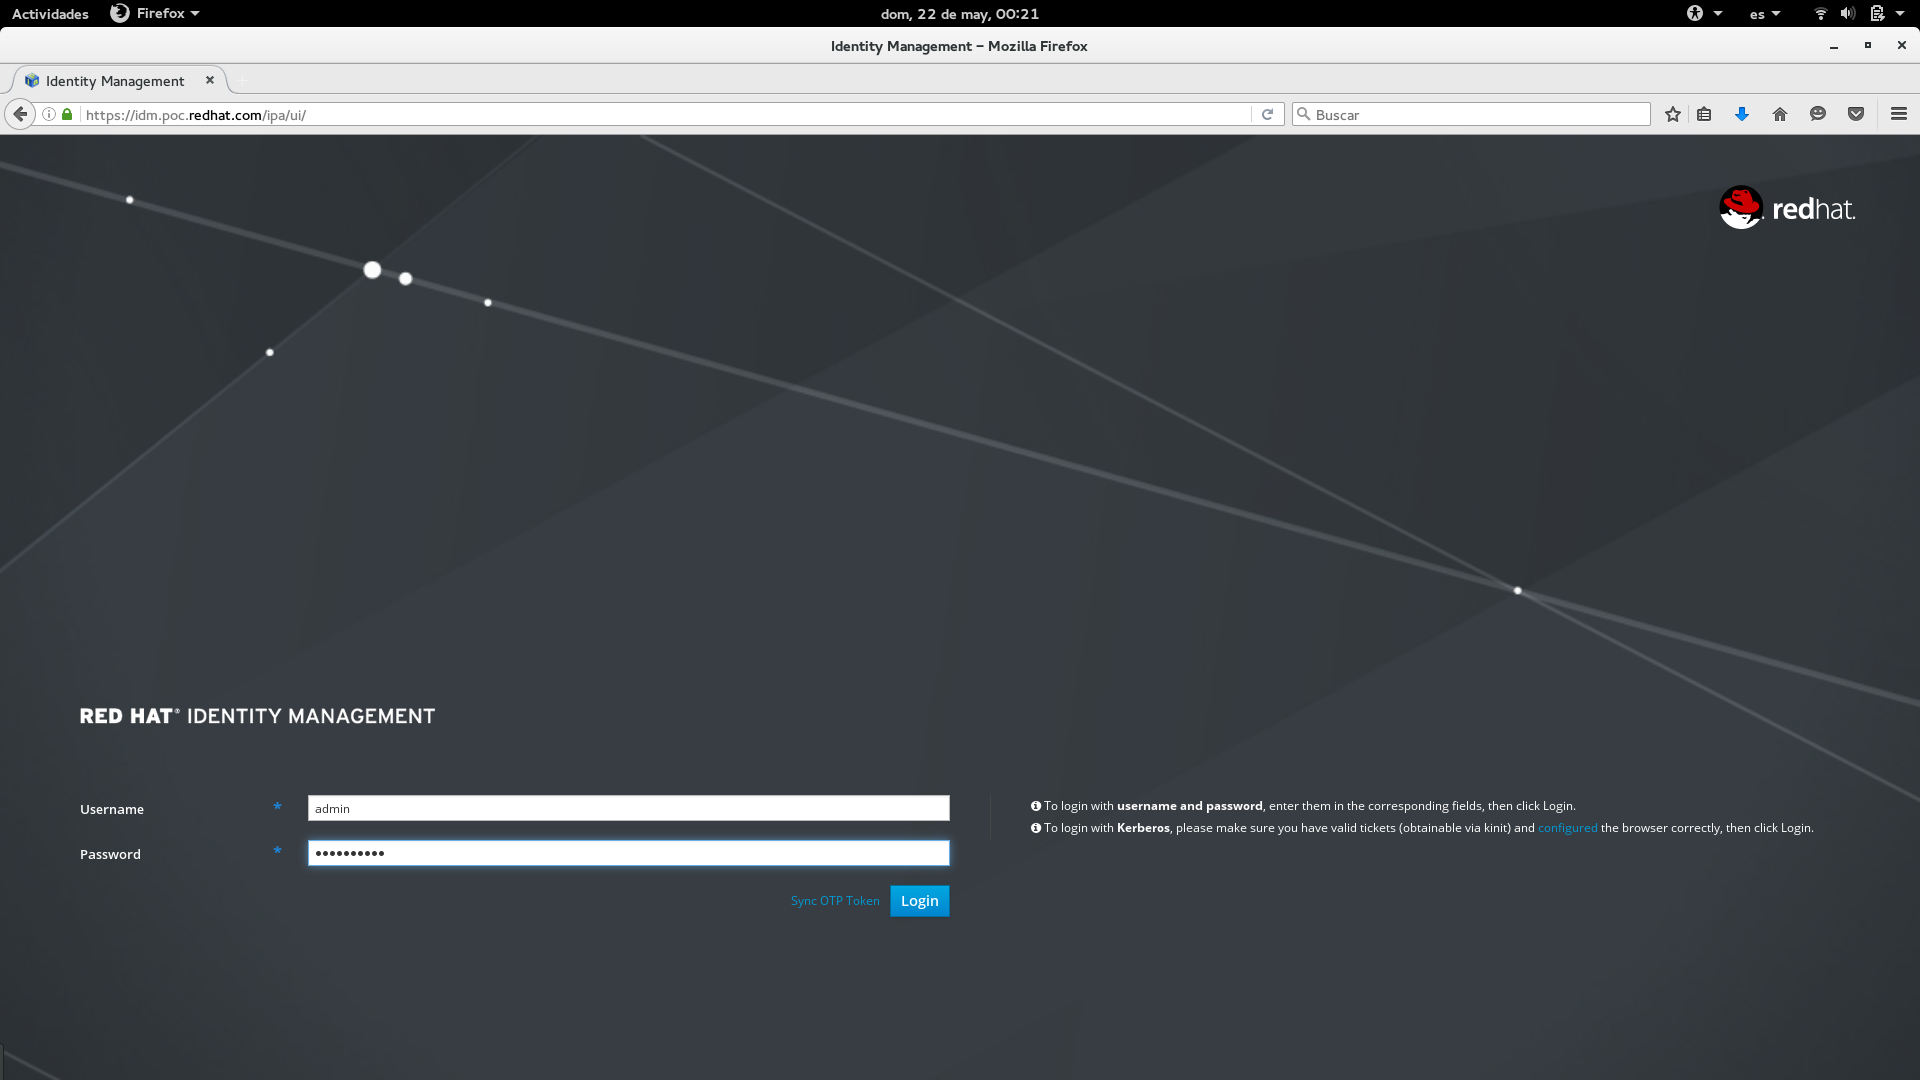 Actividades Firefox dom, 22 de may, 00:21 es
Identity Management – Mozilla Firefox
Identity Management
https://idm.poc.redhat.com/ipa/ui/ Buscar
redhat.
RED HAT® IDENTITY MANAGEMENT
Username * admin
Password * ••••••••••
Sync OTP Token Login
To login with username and password, enter them in the corresponding fields, then click Login.
To login with Kerberos, please make sure you have valid tickets (obtainable via kinit) and configured the browser correctly, then click Login.